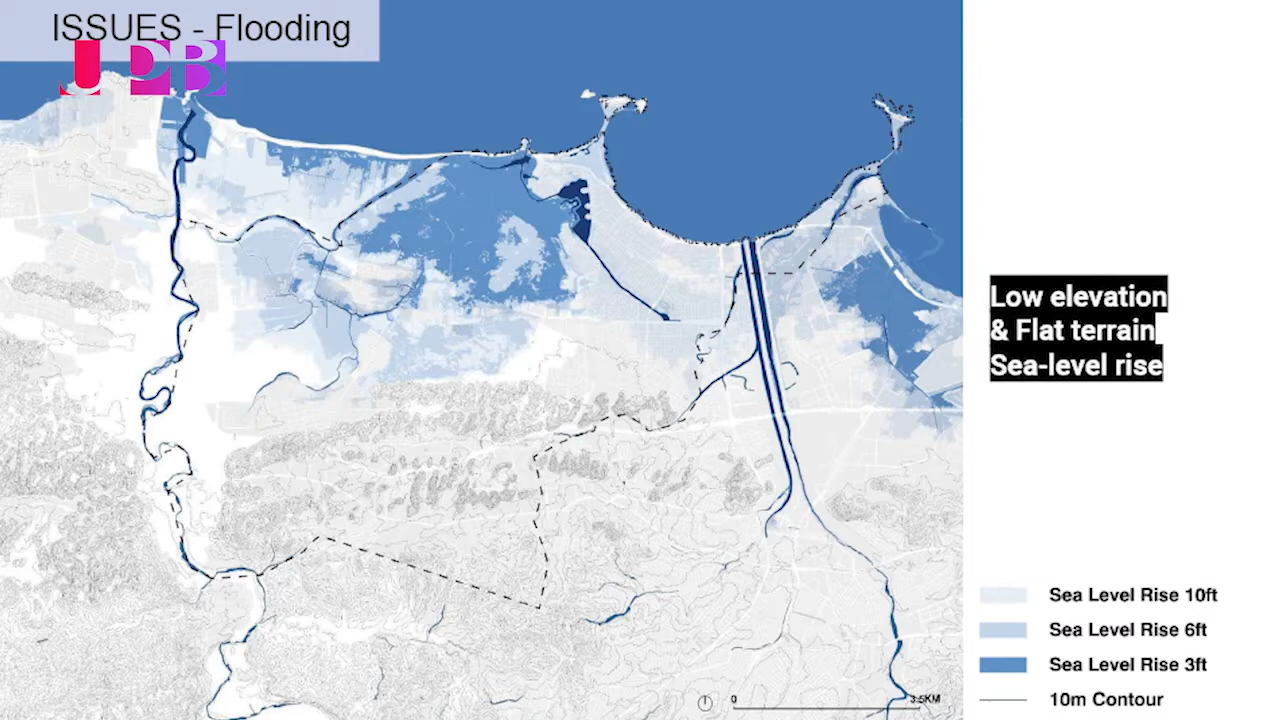 ISSUES - Flooding
JPB
Low elevation
& Flat terrain
Sea-level rise
Sea Level Rise 10ft
Sea Level Rise 6ft
Sea Level Rise 3ft
10m Contour
0
3.5KM